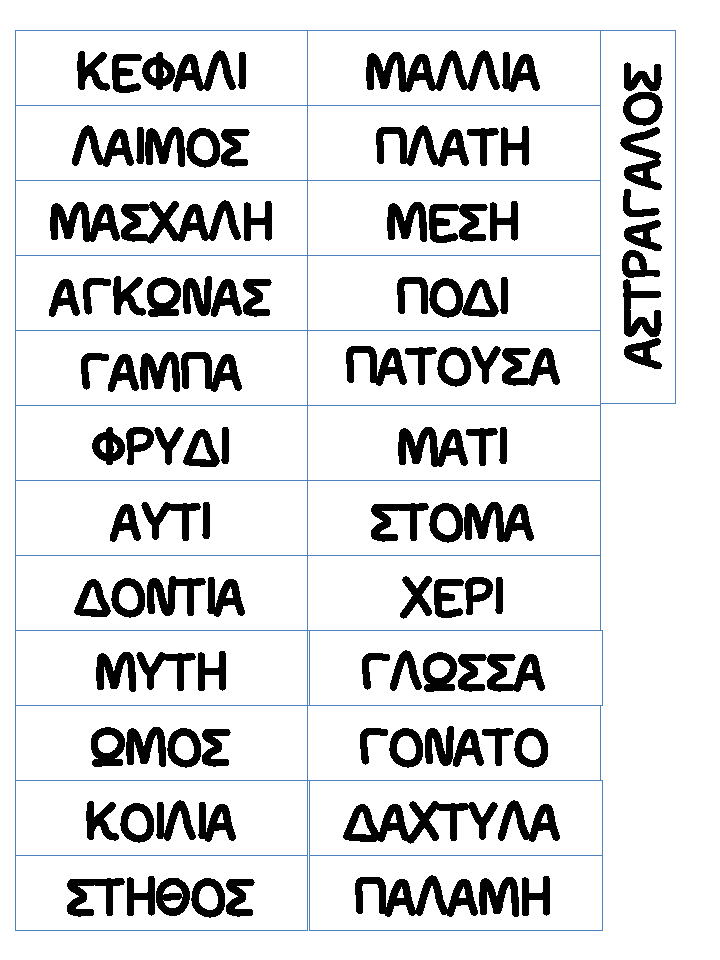 ΚΕΦΑΛΙ ΜΑΛΛΙΑ
ΛΑΙΜΟΣ ΠΛΑΤΗ
ΜΑΣΧΑΛΗ ΜΕΣΗ
ΑΓΚΩΝΑΣ ΠΟΔΙ
ΓΑΜΠΑ ΠΑΤΟΥΣΑ
ΦΡΥΔΙ ΜΑΤΙ
ΑΥΤΙ ΣΤΟΜΑ
ΔΟΝΤΙΑ ΧΕΡΙ
ΜΥΤΗ ΓΛΩΣΣΑ
ΩΜΟΣ ΓΟΝΑΤΟ
ΚΟΙΛΙΑ ΔΑΧΤΥΛΑ
ΣΤΗΘΟΣ ΠΑΛΑΜΗ
ΑΣΤΡΑΓΑΛΟΣ